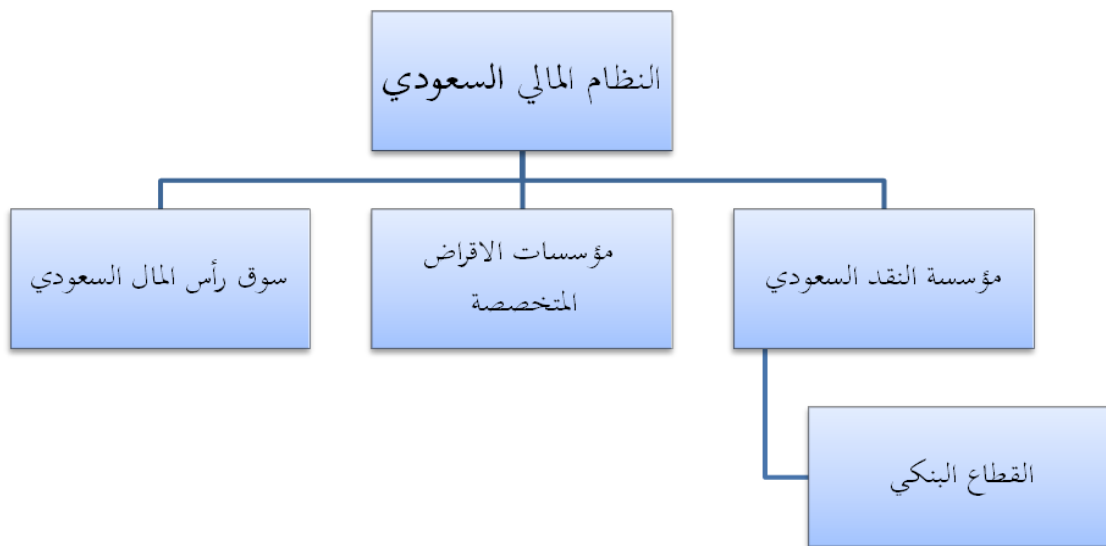 النظام المالي السعودي
مؤسسة النقد السعودي
مؤسسات الاقراض
المتخصصة
سوق رأس المال السعودي
القطاع البنكي